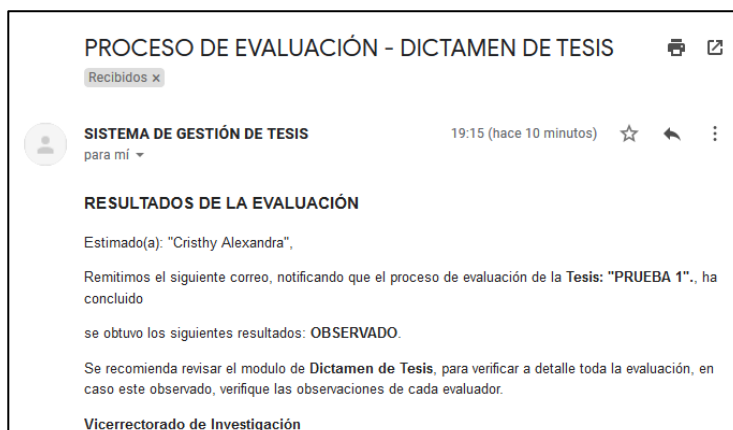 PROCESO DE EVALUACIÓN - DICTAMEN DE TESIS
Recibidos x
SISTEMA DE GESTIÓN DE TESIS 19:15 (hace 10 minutos)
para mí
RESULTADOS DE LA EVALUACIÓN
Estimado(a): "Cristhy Alexandra",
Remitimos el siguiente correo, notificando que el proceso de evaluación de la Tesis: "PRUEBA 1"., ha
concluido
se obtuvo los siguientes resultados: OBSERVADO.
Se recomienda revisar el modulo de Dictamen de Tesis, para verificar a detalle toda la evaluación, en
caso este observado, verifique las observaciones de cada evaluador.
Vicerrectorado de Investigación